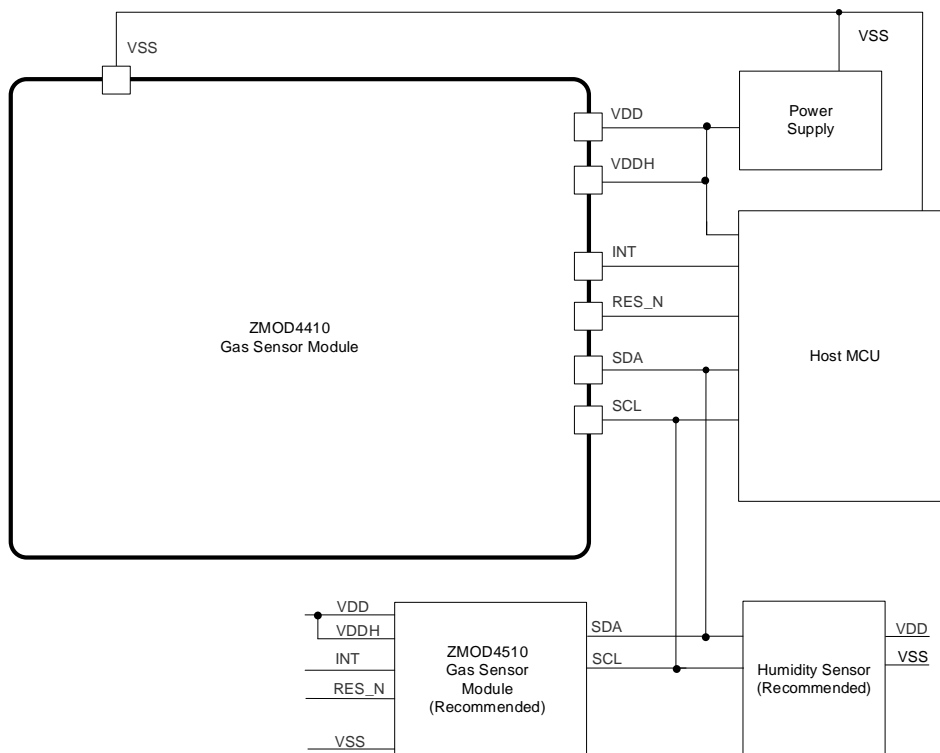 VSS
VSS
VDD
Power
Supply
VDDH
INT
RES_N
ZMOD4410
Gas Sensor Module
SDA
Host MCU
SCL
VDD
VDDH
INT
RES_N
VSS
ZMOD4510
Gas Sensor
Module
(Recommended)
SDA
SCL
Humidity Sensor
(Recommended)
VDD
VSS